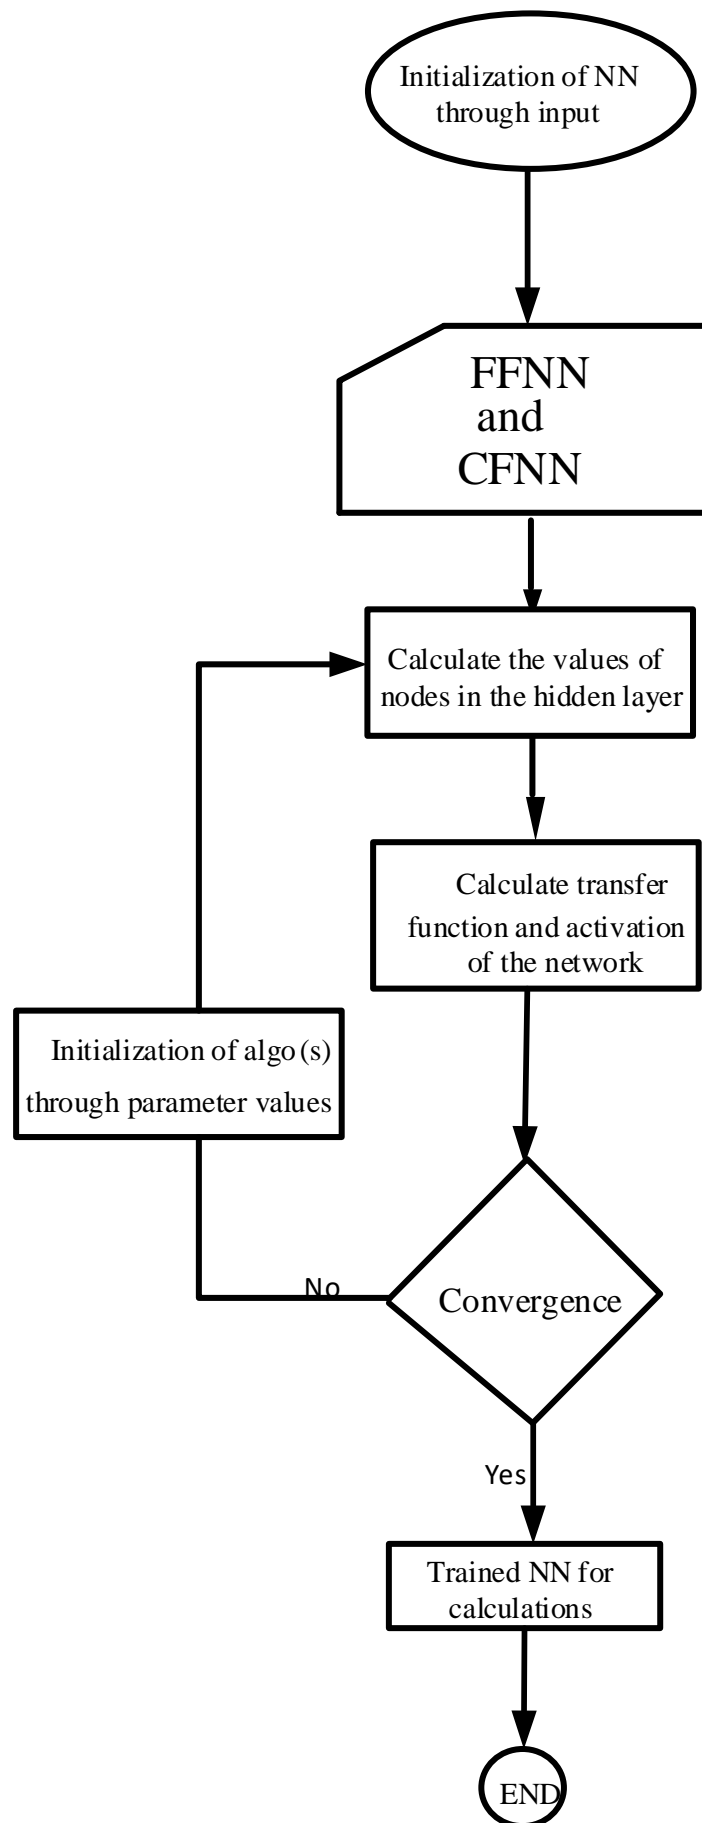 Initialization of NN
through input
FFNN
and
CFNN
Calculate the values of
nodes in the hidden layer
Calculate transfer
function and activation
of the network
Initialization of algo(s)
through parameter values
No
Convergence
Yes
Trained NN for
calculations
END